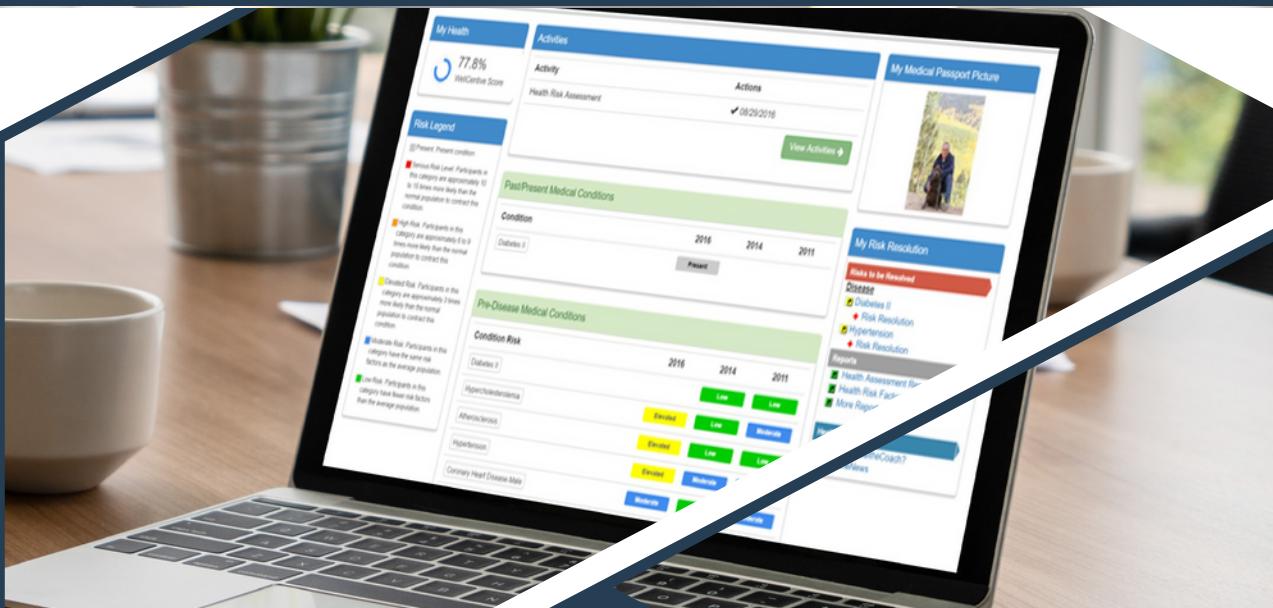 My Health
77.8%
WellCentive Score
Risk Legend
Present: Present condition
Serious Risk Level: Participants in
this category are approximately 10
to 15 times more likely than the
normal population to contract this
condition.
High Risk: Participants in this
category are approximately 6 to 9
times more likely than the normal
population to contract this
condition.
Elevated Risk: Participants in this
category are approximately 3 times
more likely than the normal
population to contract this
condition.
Moderate Risk: Participants in this
category have the same risk
factors as the average population.
Low Risk: Participants in this
category have fewer risk factors
than the average population.
Activities
Activity Actions
Health Risk Assessment ✔ 08/29/2016
View Activities
Past/Present Medical Conditions
Condition 2016 2014 2011
Diabetes II Present
Pre-Disease Medical Conditions
Condition Risk 2016 2014 2011
Diabetes II Low Low
Hypercholesterolemia Elevated Low Moderate
Atherosclerosis Elevated Low Low
Hypertension Elevated Moderate
Coronary Heart Disease-Male Moderate
My Medical Passport Picture
My Risk Resolution
Risks to be Resolved
Disease
Diabetes II
Risk Resolution
Hypertension
Risk Resolution
Reports
Health Assessment
Health Risk
More